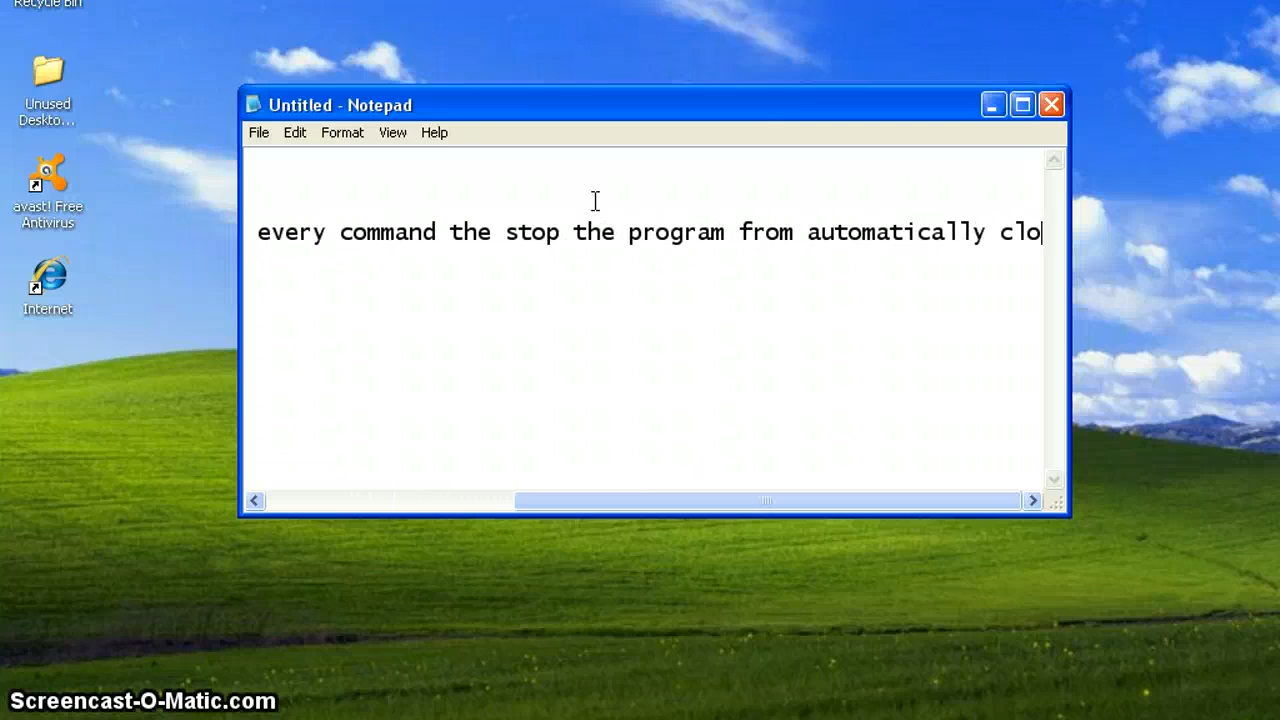 Recycle Bin
Unused
Deskto...
avast! Free
Antivirus
Internet
Untitled - Notepad
File Edit Format View Help
every command the stop the program from automatically clo
Screencast-O-Matic.com